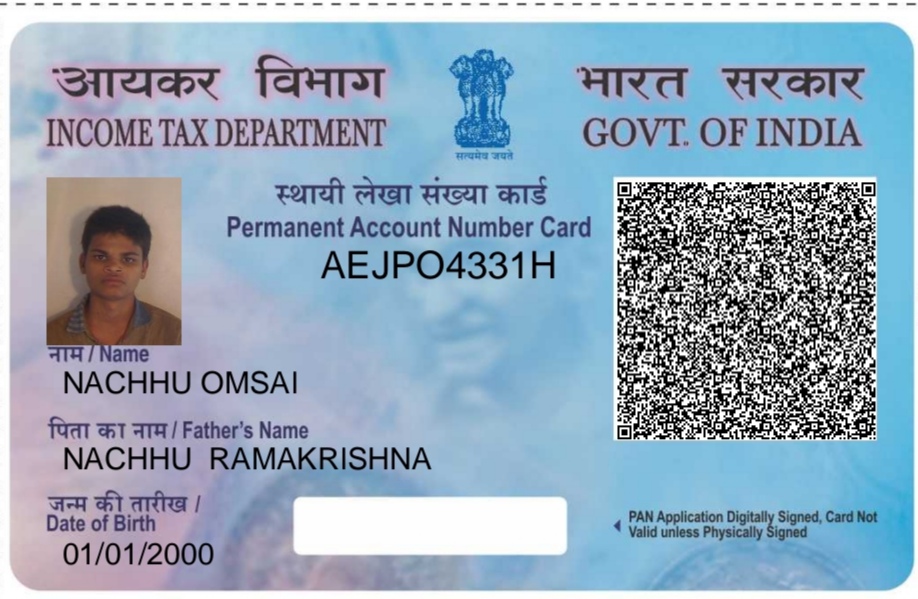 आयकर विभाग
INCOME TAX DEPARTMENT
सत्यमेव जयते
भारत सरकार
GOVT. OF INDIA
स्थायी लेखा संख्या कार्ड
Permanent Account Number Card
AEJPO4331H
नाम / Name
NACHHU OMSAI
पिता का नाम / Father's Name
NACHHU RAMAKRISHNA
जन्म की तारीख /
Date of Birth
01/01/2000
PAN Application Digitally Signed, Card Not
Valid unless Physically Signed